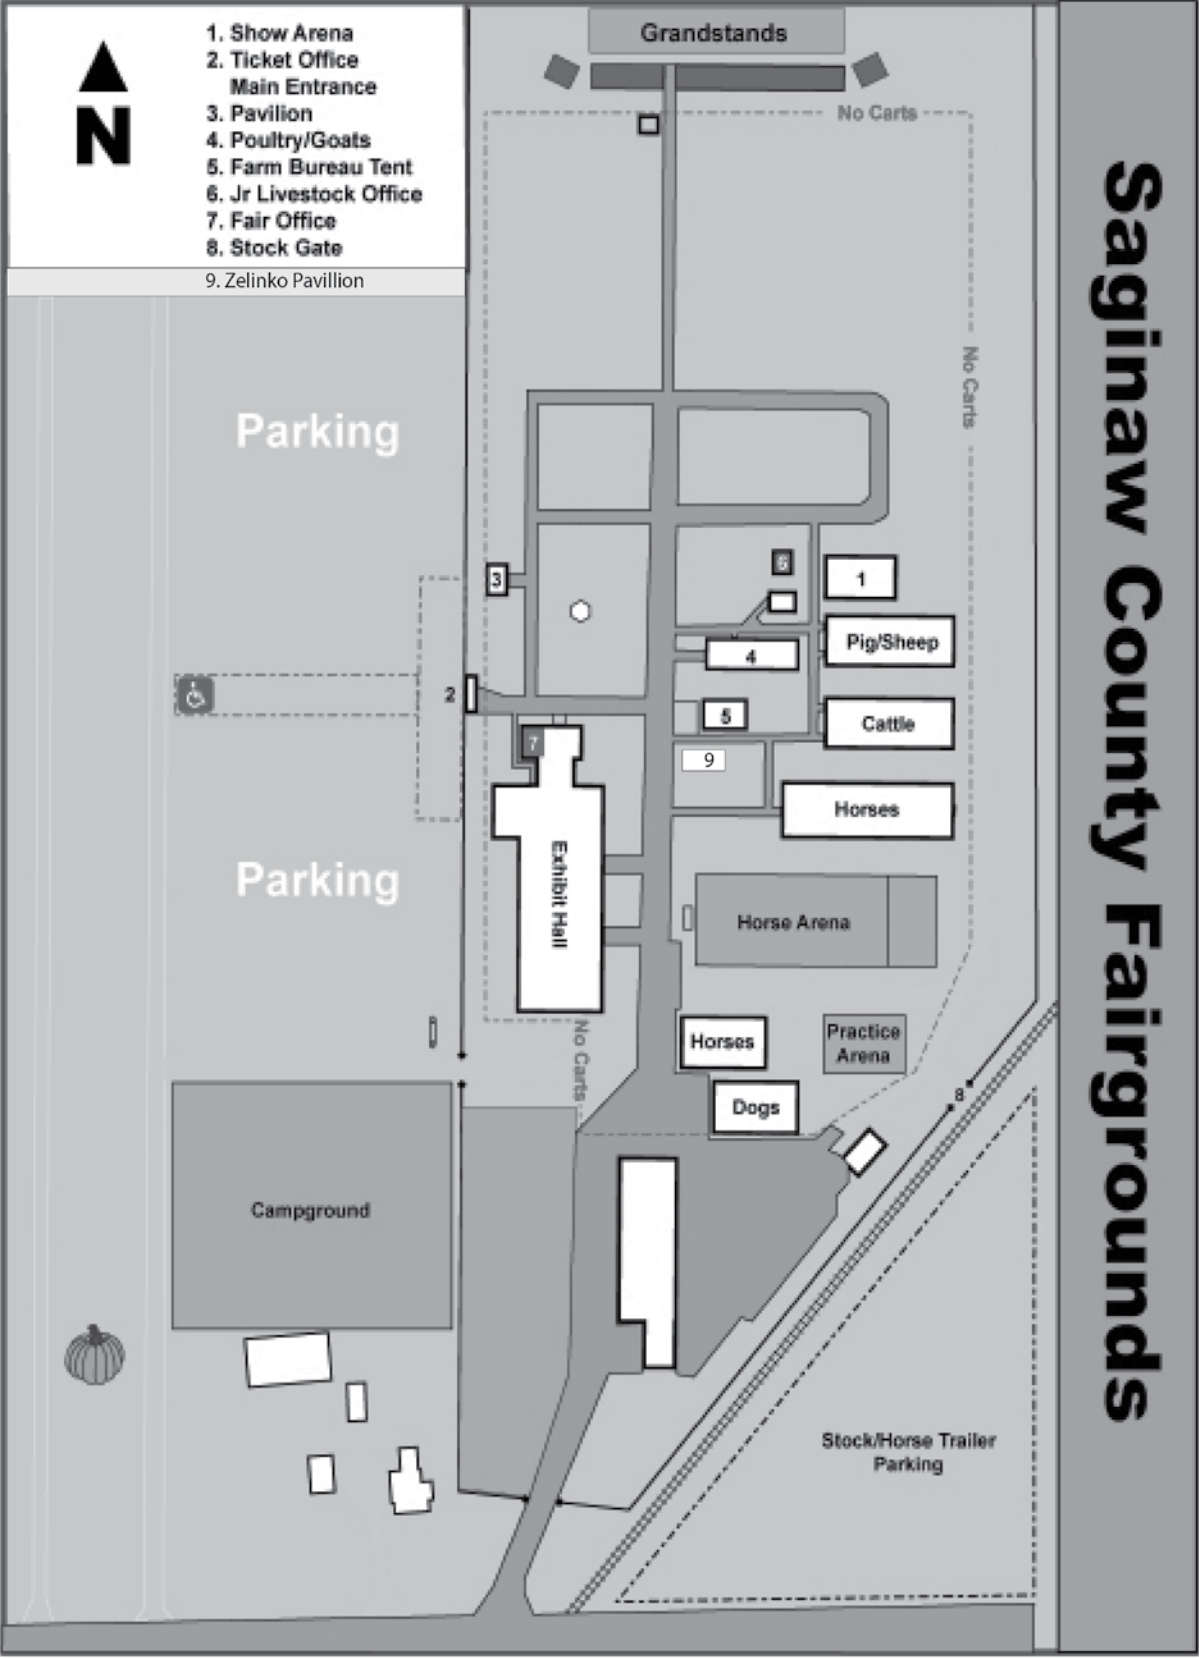 N
1. Show Arena
2. Ticket Office
Main Entrance
3. Pavilion
4. Poultry/Goats
5. Farm Bureau Tent
6. Jr Livestock Office
7. Fair Office
8. Stock Gate
9. Zelinko Pavillion
Grandstands
No Carts
No Carts
Saginaw County Fairgrounds
Parking
6
1
3
Pig/Sheep
4
2
5
Cattle
7
9
Horses
Parking
Exhibit Hall
Horse Arena
No Carts
Horses
Practice
Arena
8
Dogs
Campground
Stock/Horse Trailer
Parking